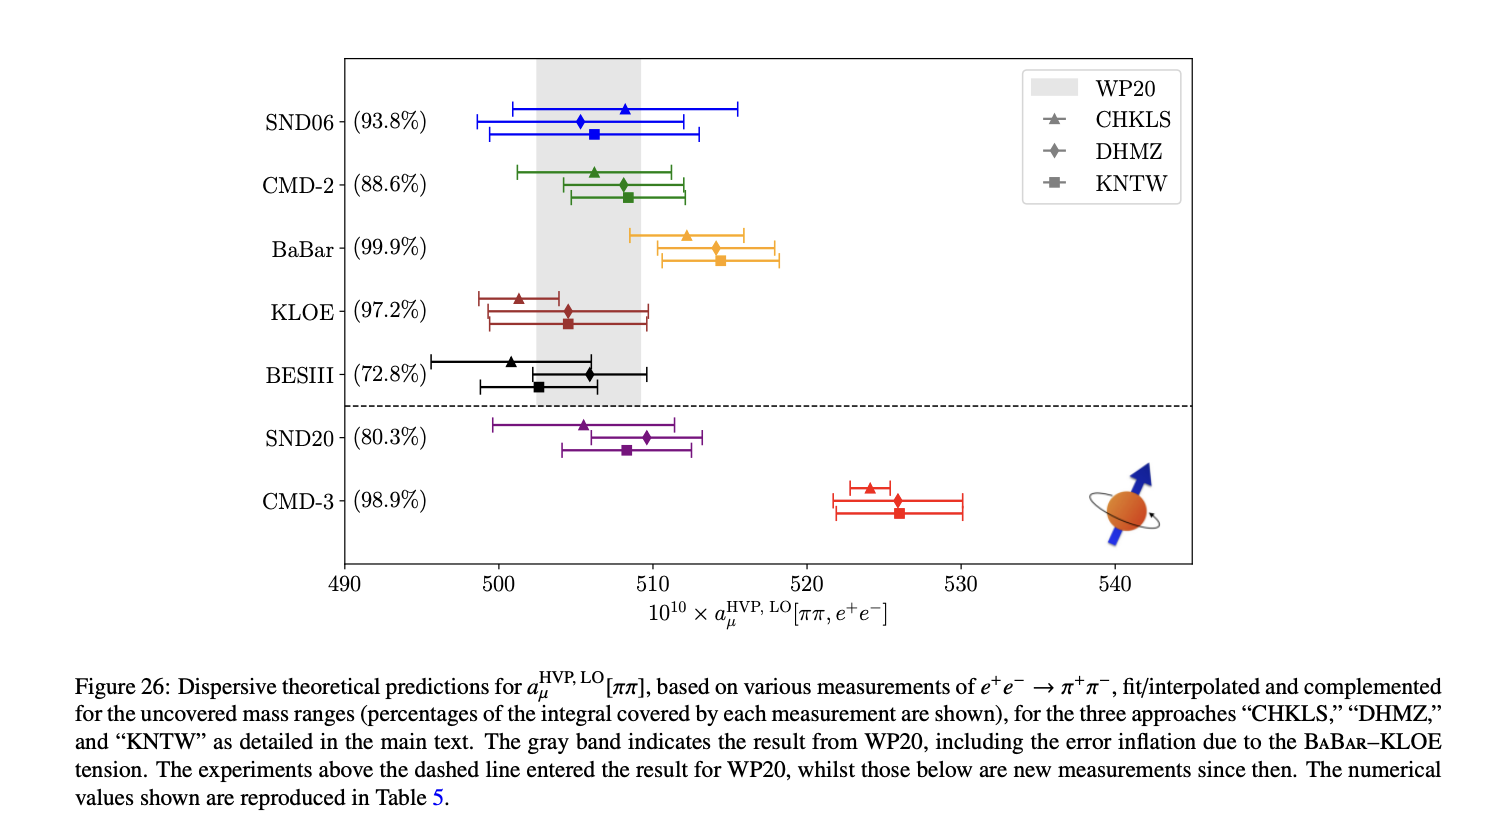 WP20
CHKLS
DHMZ
KNTW
SND06 (93.8%)
CMD-2 (88.6%)
BaBar (99.9%)
KLOE (97.2%)
BESIII (72.8%)
SND20 (80.3%)
CMD-3 (98.9%)
490 500 510 520 530 540
10¹⁰ × a_μ^{HVP, LO}[ππ, e⁺e⁻]
Figure 26: Dispersive theoretical predictions for a_μ^{HVP, LO}[ππ], based on various measurements of e⁺e⁻ → π⁺π⁻, fit/interpolated and complemented
for the uncovered mass ranges (percentages of the integral covered by each measurement are shown), for the three approaches “CHKLS,” “DHMZ,”
and “KNTW” as detailed in the main text. The gray band indicates the result from WP20, including the error inflation due to the BaBar–KLOE
tension. The experiments above the dashed line entered the result for WP20, whilst those below are new measurements since then. The numerical
values shown are reproduced in Table 5.